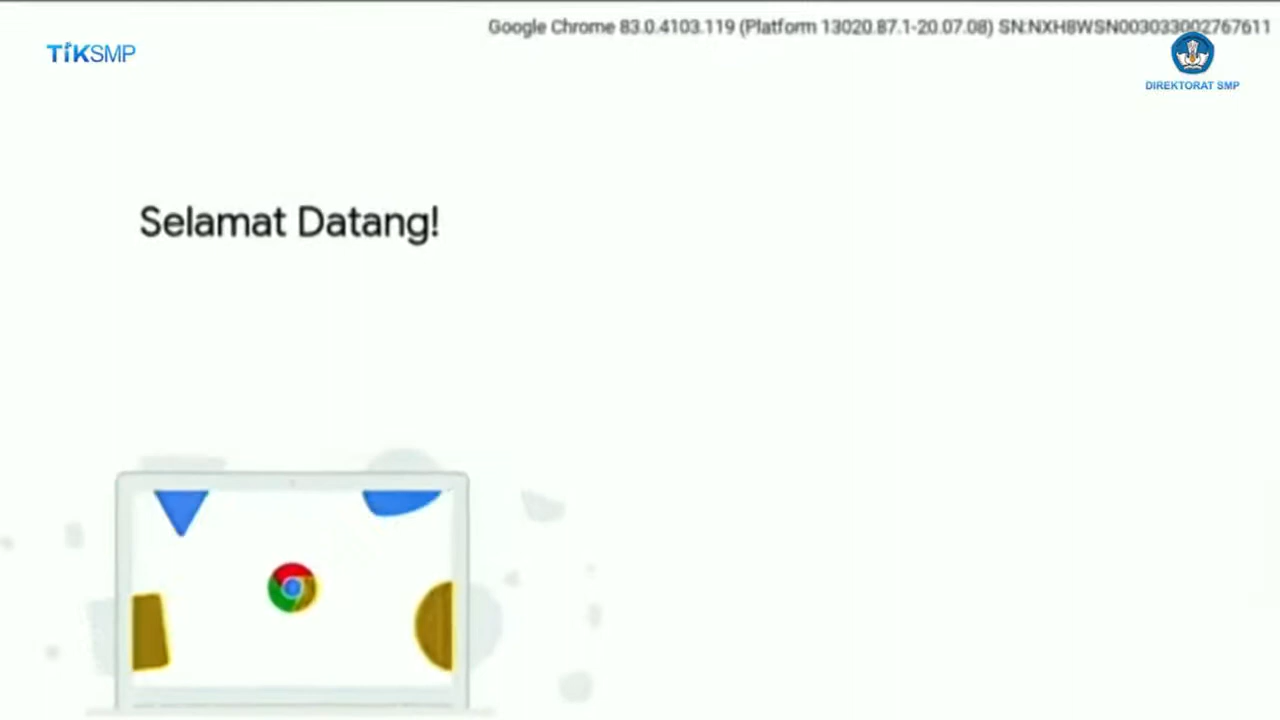 Google Chrome 83.0.4103.119 (Platform 13020.87.1-20.07.08) SN:NXH8WSN003033002767611
TIKSMP
DIREKTORAT SMP
Selamat Datang!